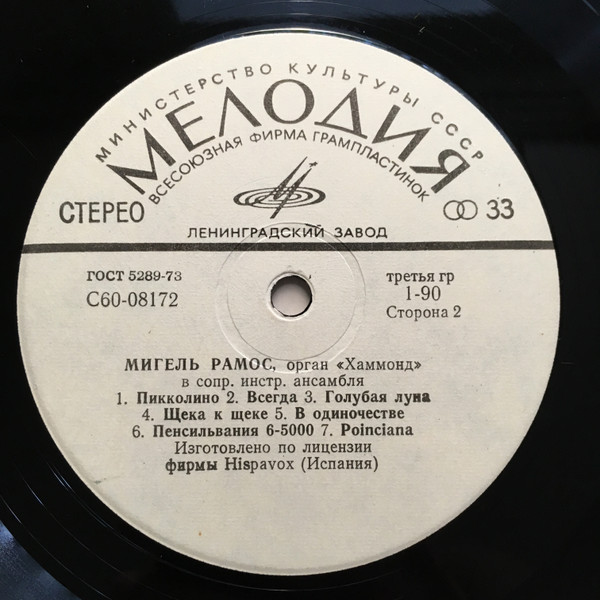 МИНИСТЕРСТВО КУЛЬТУРЫ СССР
МЕЛОДИЯ
ВСЕСОЮЗНАЯ ФИРМА ГРАМПЛАСТИНОК
СТЕРЕО
33
ЛЕНИНГРАДСКИЙ ЗАВОД
ГОСТ 5289-73
третья гр
С60-08172
1-90
Сторона 2
МИГЕЛЬ РАМОС, орган «Хаммонд»
в сопр. инстр. ансамбля
1. Пикколино 2. Всегда 3. Голубая луна
4. Щека к щеке 5. В одиночестве
6. Пенсильвания 6-5000 7. Poinciana
Изготовлено по лицензии
фирмы Hispavox (Испания)